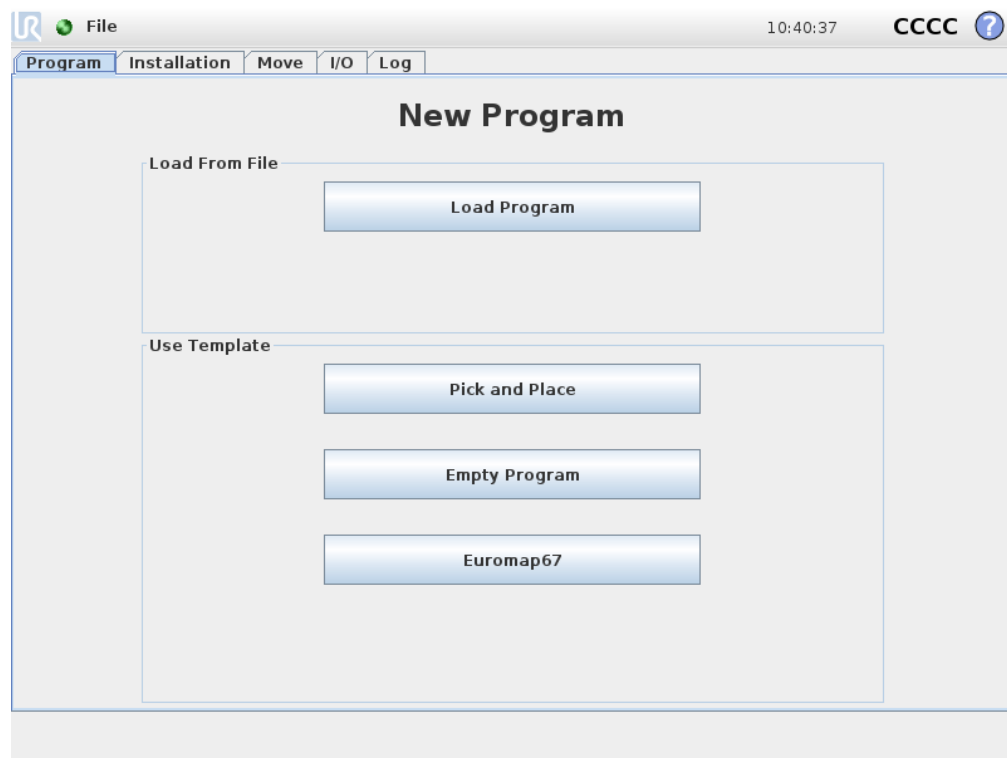 UR File 10:40:37 CCCC ?
Program Installation Move I/O Log
New Program
Load From File
Load Program
Use Template
Pick and Place
Empty Program
Euromap67